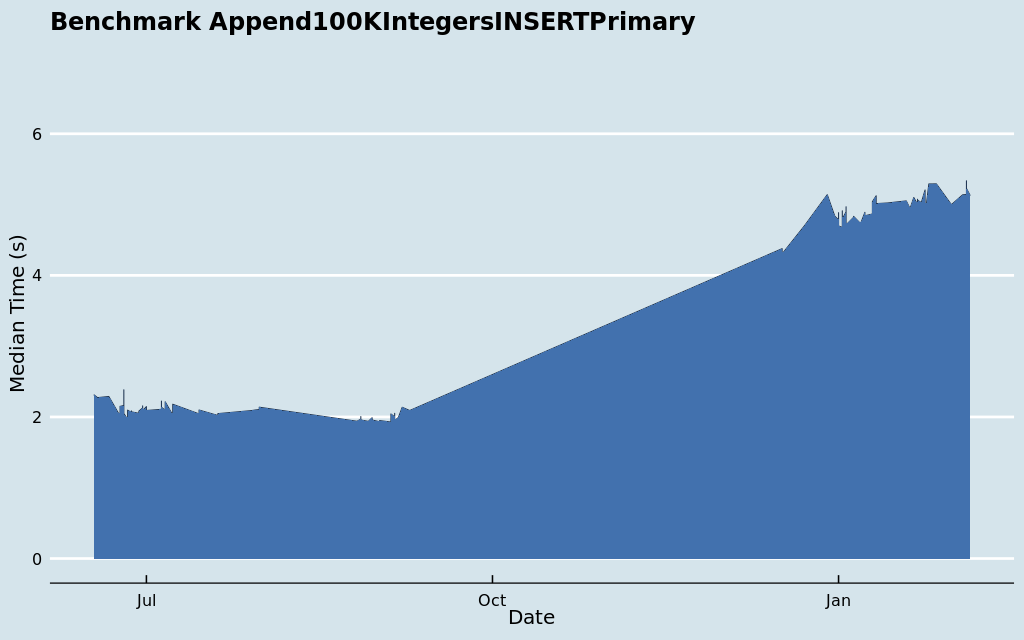 Benchmark Append100KIntegersINSERTPrimary
Median Time (s)
6
4
2
0
Jul
Oct
Jan
Date